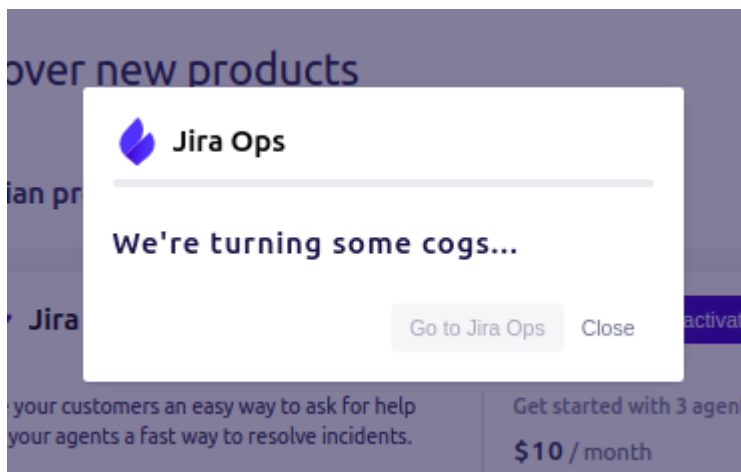 over new products
Jira Ops
ian pr
We're turning some cogs...
Jira
Go to Jira Ops Close
activat
your customers an easy way to ask for help
your agents a fast way to resolve incidents.
Get started with 3 agen
$10 / month